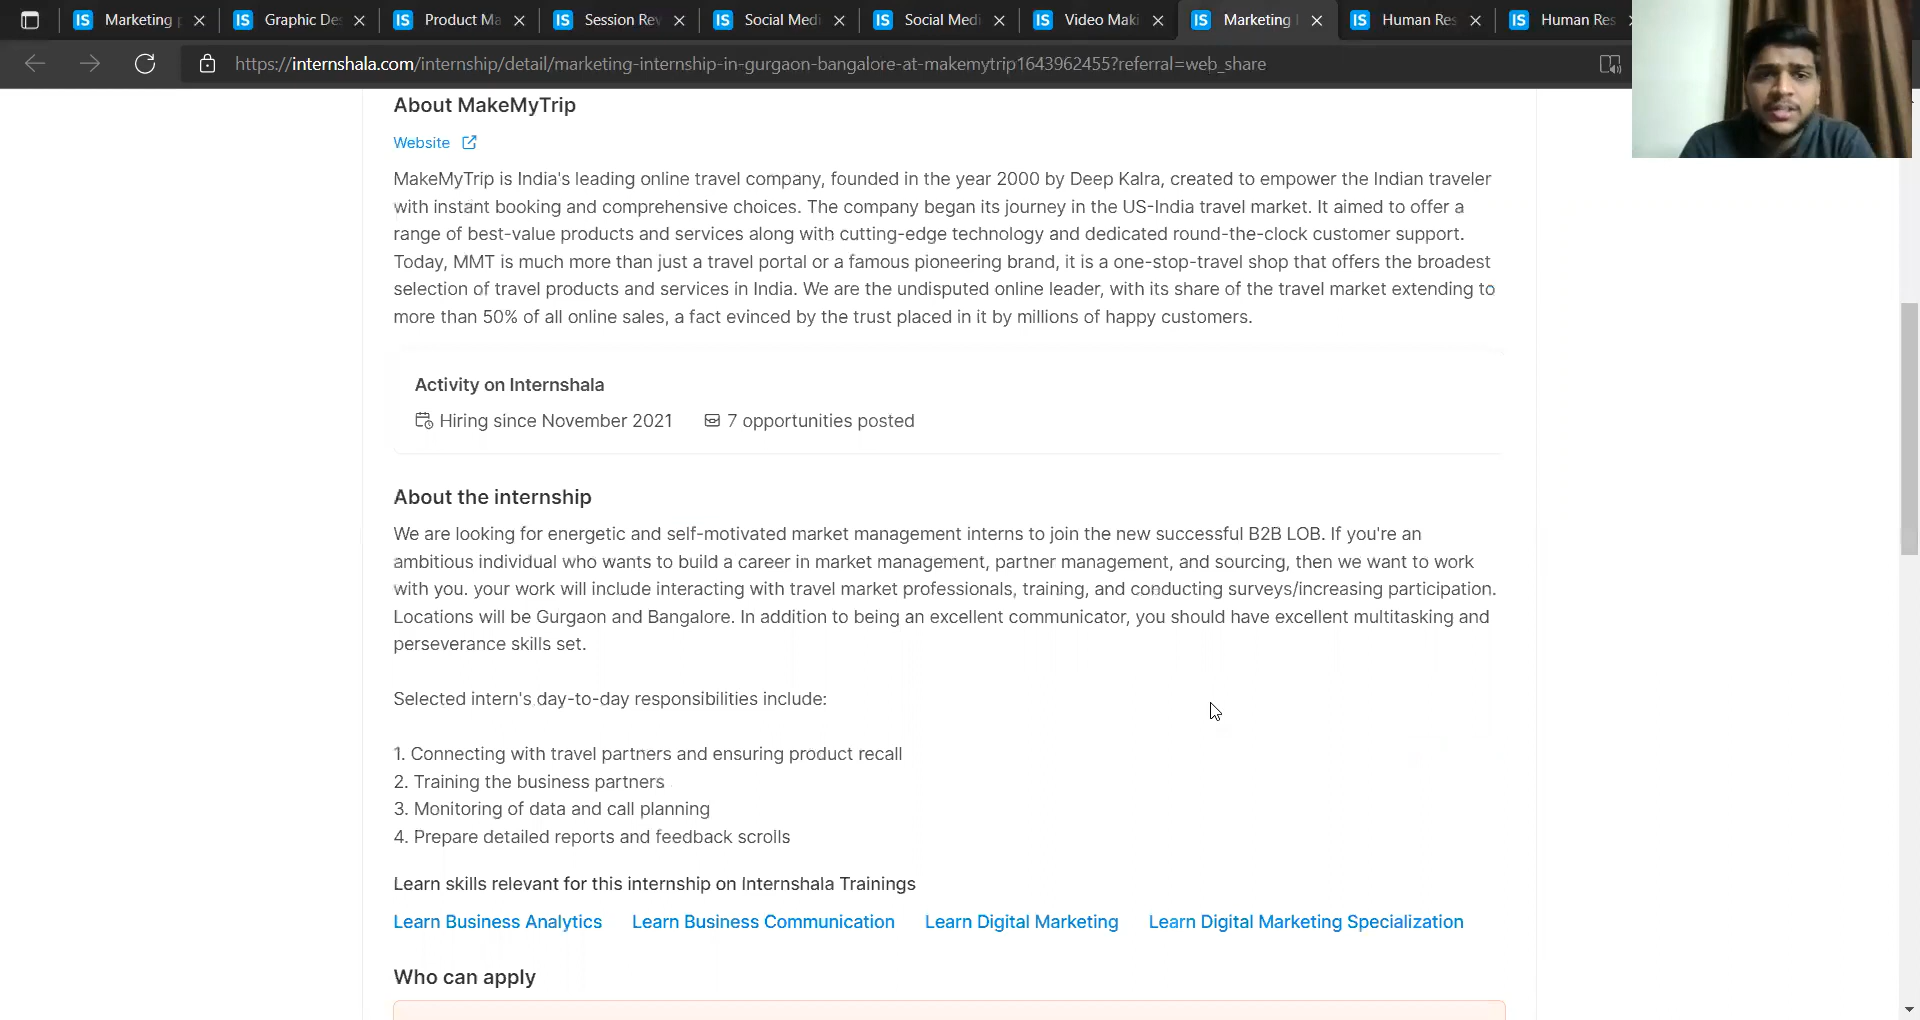 IS Marketing
IS Graphic De
IS Product Ma
IS Session Rev
IS Social Medi
IS Social Medi
IS Video Maki
IS Marketing
IS Human Res
IS Human Res
https://internshala.com/internship/detail/marketing-internship-in-gurgaon-bangalore-at-makemytrip1643962455?referral=web_share
About MakeMyTrip
Website
MakeMyTrip is India's leading online travel company, founded in the year 2000 by Deep Kalra, created to empower the Indian traveler
with instant booking and comprehensive choices. The company began its journey in the US-India travel market. It aimed to offer a
range of best-value products and services along with cutting-edge technology and dedicated round-the-clock customer support.
Today, MMT is much more than just a travel portal or a famous pioneering brand, it is a one-stop-travel shop that offers the broadest
selection of travel products and services in India. We are the undisputed online leader, with its share of the travel market extending to
more than 50% of all online sales, a fact evinced by the trust placed in it by millions of happy customers.
Activity on Internshala
Hiring since November 2021 7 opportunities posted
About the internship
We are looking for energetic and self-motivated market management interns to join the new successful B2B LOB. If you're an
ambitious individual who wants to build a career in market management, partner management, and sourcing, then we want to work
with you. your work will include interacting with travel market professionals, training, and conducting surveys/increasing participation.
Locations will be Gurgaon and Bangalore. In addition to being an excellent communicator, you should have excellent multitasking and
perseverance skills set.
Selected intern's day-to-day responsibilities include:
1. Connecting with travel partners and ensuring product recall
2. Training the business partners
3. Monitoring of data and call planning
4. Prepare detailed reports and feedback scrolls
Learn skills relevant for this internship on Internshala Trainings
Learn Business Analytics Learn Business Communication Learn Digital Marketing Learn Digital Marketing Specialization
Who can apply